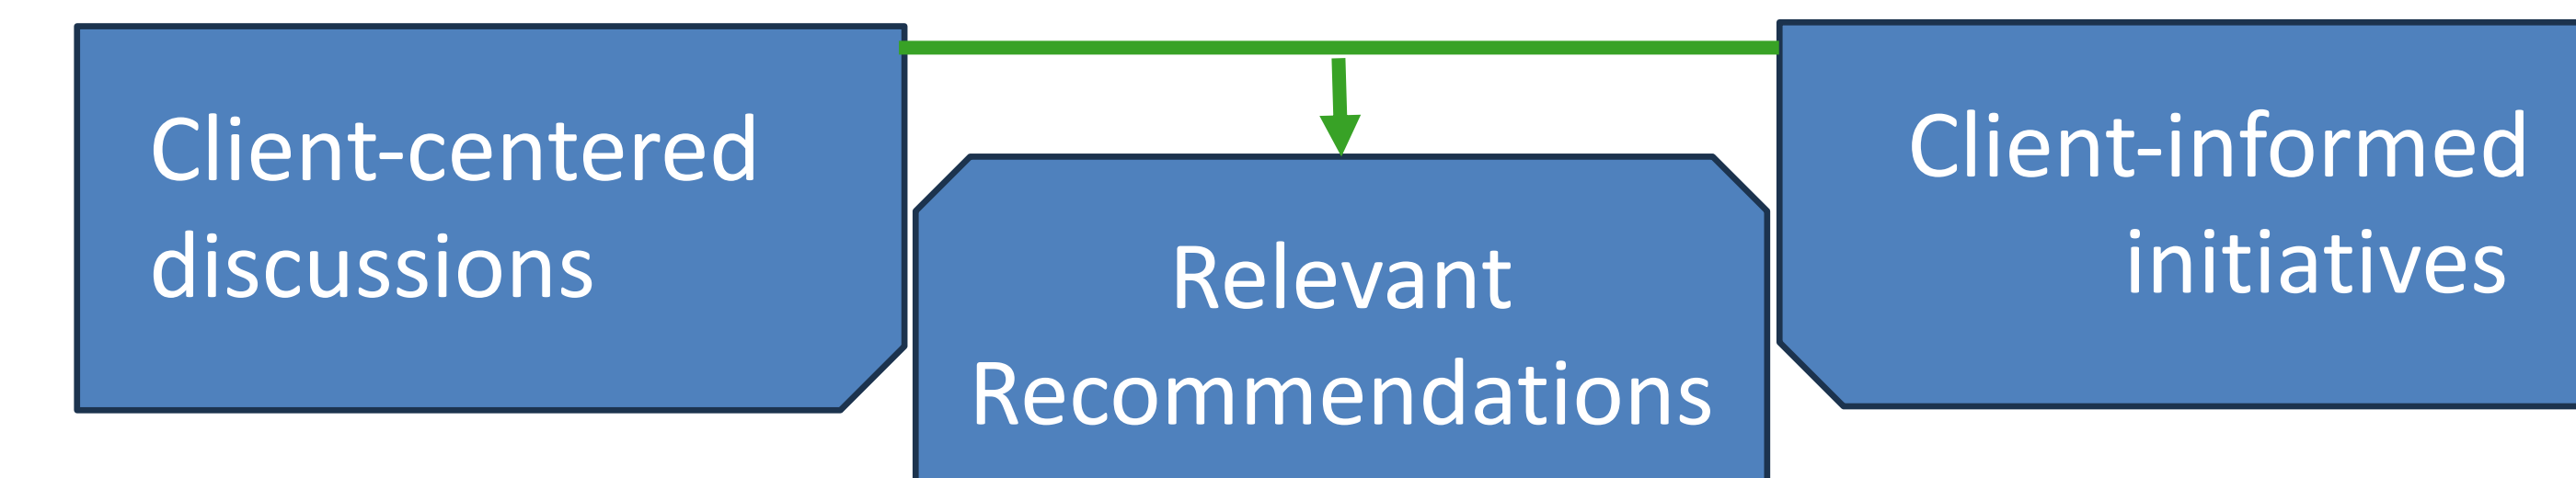 Client-centered
discussions
Relevant
Recommendations
Client-informed
initiatives